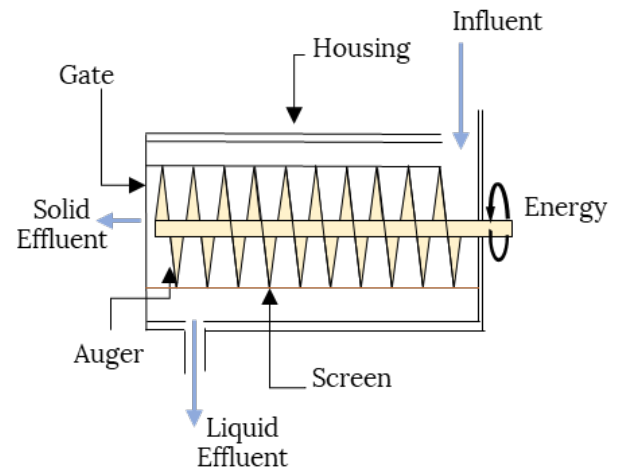 Influent
Housing
Gate
Solid
Effluent
Energy
Auger
Screen
Liquid
Effluent